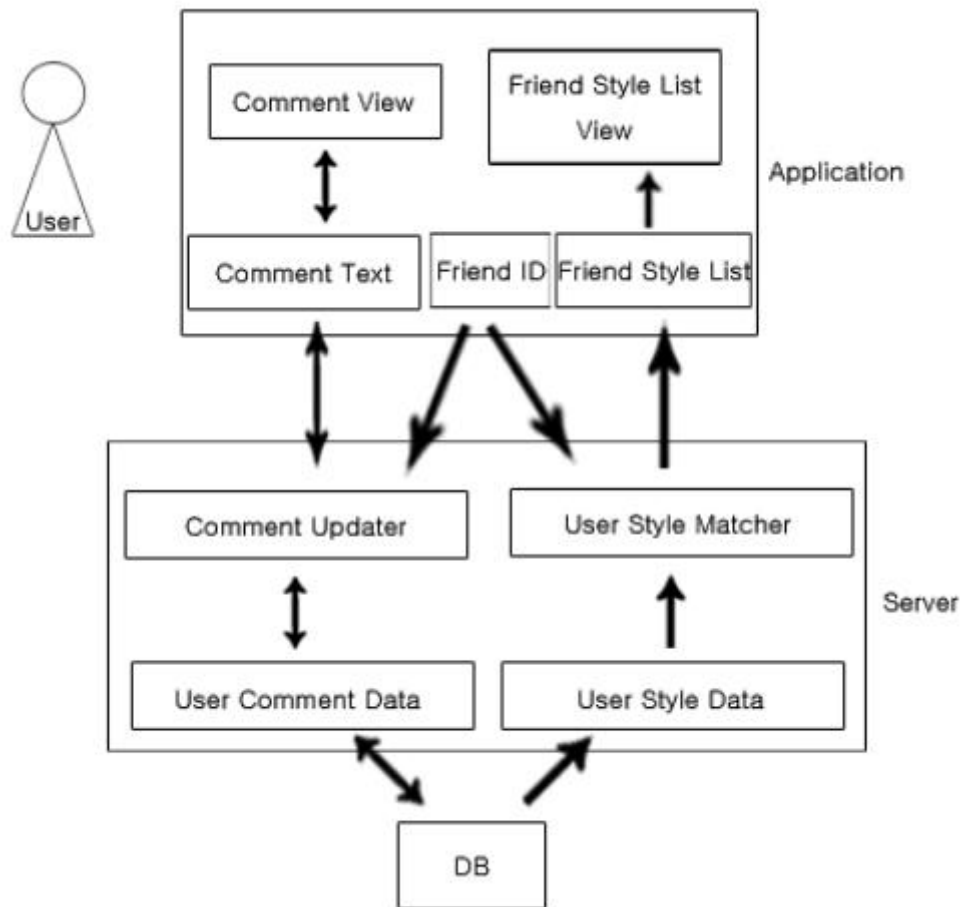 Comment View
Friend Style List
View
Application
User
Comment Text
Friend ID
Friend Style List
Comment Updater
User Style Matcher
Server
User Comment Data
User Style Data
DB